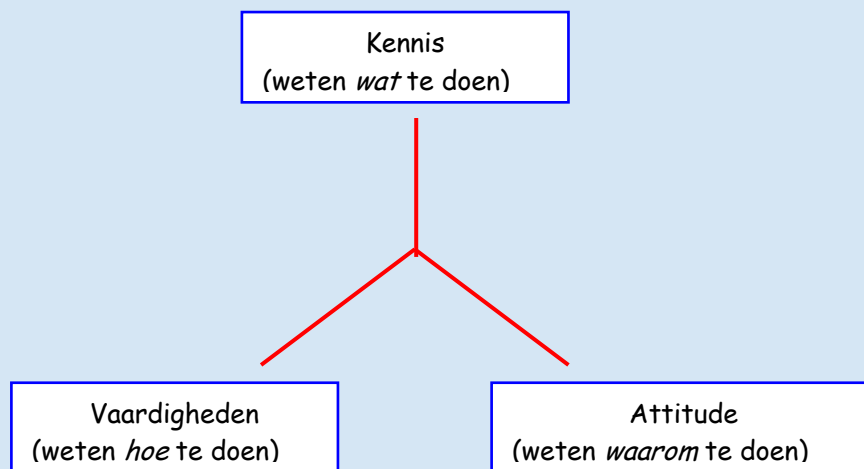 Kennis
(weten wat te doen)
Vaardigheden
(weten hoe te doen)
Attitude
(weten waarom te doen)